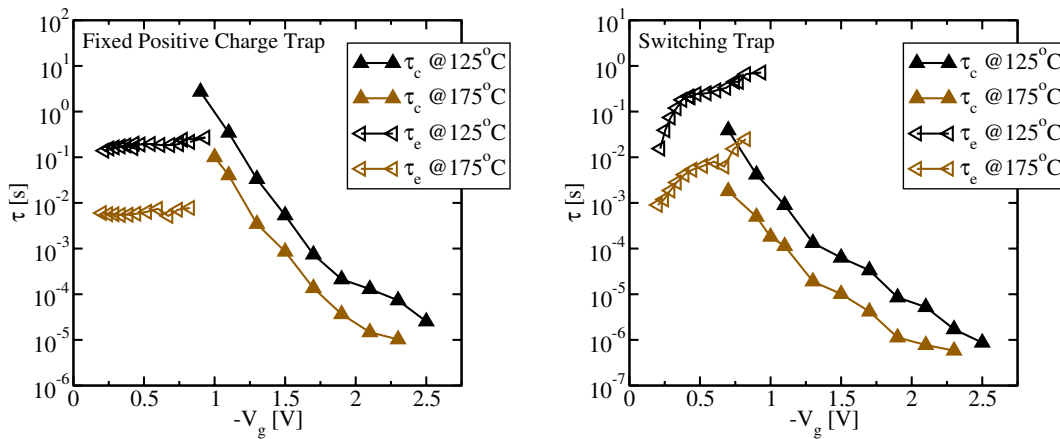 Fixed Positive Charge Trap
τc @125°C
τc @175°C
τe @125°C
τe @175°C
10^2
10^1
10^0
10^-1
10^-2
10^-3
10^-4
10^-5
10^-6
τ [s]
0 0.5 1 1.5 2 2.5
-Vg [V]
Switching Trap
τc @125°C
τc @175°C
τe @125°C
τe @175°C
10^1
10^0
10^-1
10^-2
10^-3
10^-4
10^-5
10^-6
10^-7
τ [s]
0 0.5 1 1.5 2 2.5
-Vg [V]